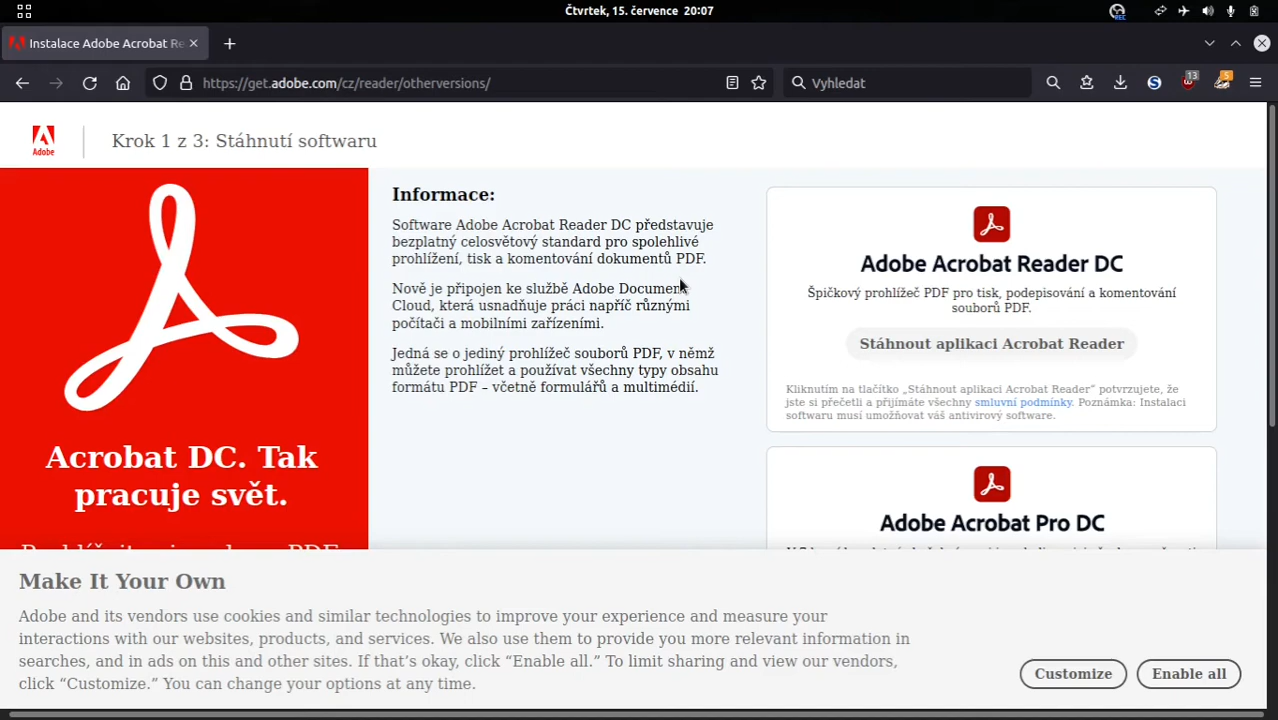 Čtvrtek, 15. července 20:07
REC
Instalace Adobe Acrobat Re
https://get.adobe.com/cz/reader/otherversions/
Vyhledat
S
13
5
Adobe
Krok 1 z 3: Stáhnutí softwaru
Informace:
Software Adobe Acrobat Reader DC představuje
bezplatný celosvětový standard pro spolehlivé
prohlížení, tisk a komentování dokumentů PDF.
Nově je připojen ke službě Adobe Document
Cloud, která usnadňuje práci napříč různými
počítači a mobilními zařízeními.
Jedná se o jediný prohlížeč souborů PDF, v němž
můžete prohlížet a používat všechny typy obsahu
formátu PDF – včetně formulářů a multimédií.
Acrobat DC. Tak
pracuje svět.
Adobe Acrobat Reader DC
Špičkový prohlížeč PDF pro tisk, podepisování a komentování
souborů PDF.
Stáhnout aplikaci Acrobat Reader
Kliknutím na tlačítko „Stáhnout aplikaci Acrobat Reader“ potvrzujete, že
jste si přečetli a přijímáte všechny smluvní podmínky. Poznámka: Instalaci
softwaru musí umožňovat váš antivirový software.
Adobe Acrobat Pro DC
Make It Your Own
Adobe and its vendors use cookies and similar technologies to improve your experience and measure your
interactions with our websites, products, and services. We also use them to provide you more relevant information in
searches, and in ads on this and other sites. If that’s okay, click “Enable all.” To limit sharing and view our vendors,
click “Customize.” You can change your options at any time.
Customize
Enable all